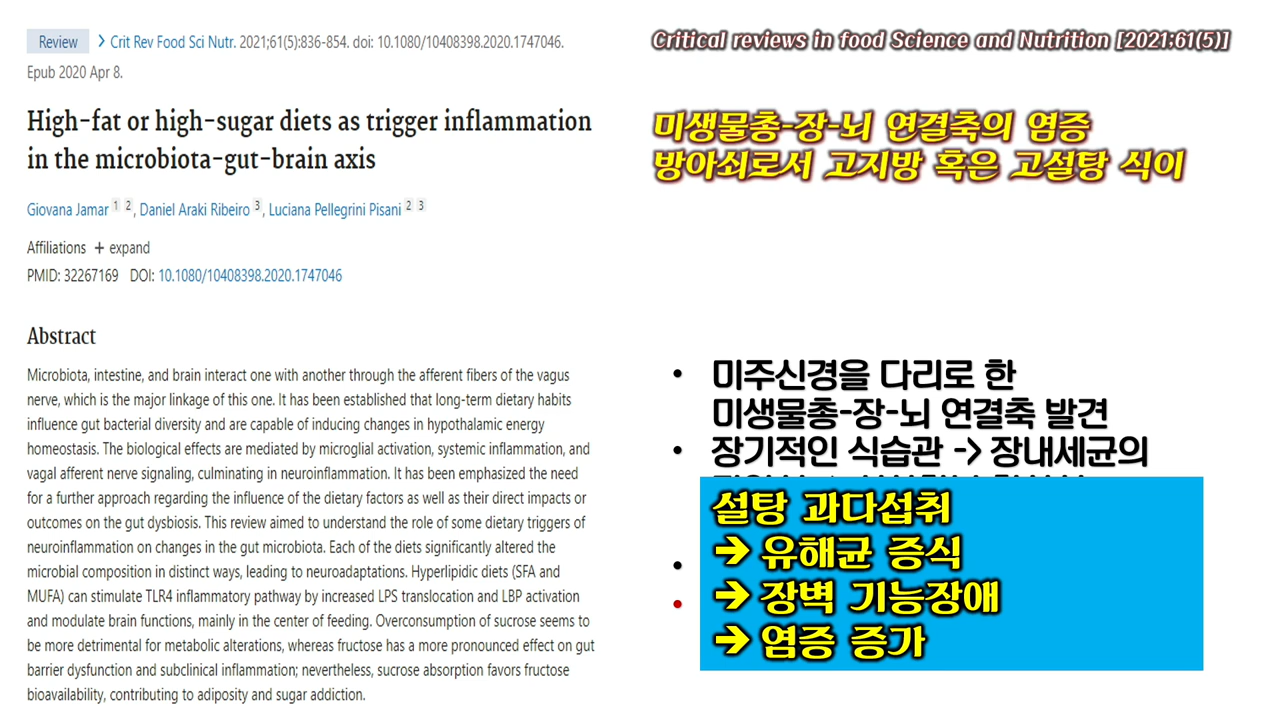 Review > Crit Rev Food Sci Nutr. 2021;61(5):836-854. doi: 10.1080/10408398.2020.1747046.
Epub 2020 Apr 8.
High-fat or high-sugar diets as trigger inflammation
in the microbiota-gut-brain axis
Giovana Jamar 1 2, Daniel Araki Ribeiro 3, Luciana Pellegrini Pisani 2 3
Affiliations + expand
PMID: 32267169 DOI: 10.1080/10408398.2020.1747046
Abstract
Microbiota, intestine, and brain interact one with another through the afferent fibers of the vagus
nerve, which is the major linkage of this one. It has been established that long-term dietary habits
influence gut bacterial diversity and are capable of inducing changes in hypothalamic energy
homeostasis. The biological effects are mediated by microglial activation, systemic inflammation, and
vagal afferent nerve signaling, culminating in neuroinflammation. It has been emphasized the need
for a further approach regarding the influence of the dietary factors as well as their direct impacts or
outcomes on the gut dysbiosis. This review aimed to understand the role of some dietary triggers of
neuroinflammation on changes in the gut microbiota. Each of the diets significantly altered the
microbial composition in distinct ways, leading to neuroadaptations. Hyperlipidic diets (SFA and
MUFA) on stimulate TLR4 inflammatory pathway by increased LPS translocation and LBP activation
and modulate brain functions, mainly in the center of feeding. Overconsumption of sucrose seems to
be more detrimental for metabolic alterations, whereas fructose has a more pronounced effect on gut
barrier dysfunction and subclinical inflammation; nevertheless, sucrose absorption favors fructose
bioavailability, contributing to adiposity and sugar addiction.
Critical reviews in food Science and Nutrition [2021;61(5)]
미생물총-장-뇌 연결축의 염증
방아쇠로서 고지방 혹은 고설탕 식이
• 미주신경을 다리로 한
미생물총-장-뇌 연결축 발견
• 장기적인 식습관 -> 장내세균의
설탕 과다섭취
→ 유해균 증식
→ 장벽 기능장애
→ 염증 증가